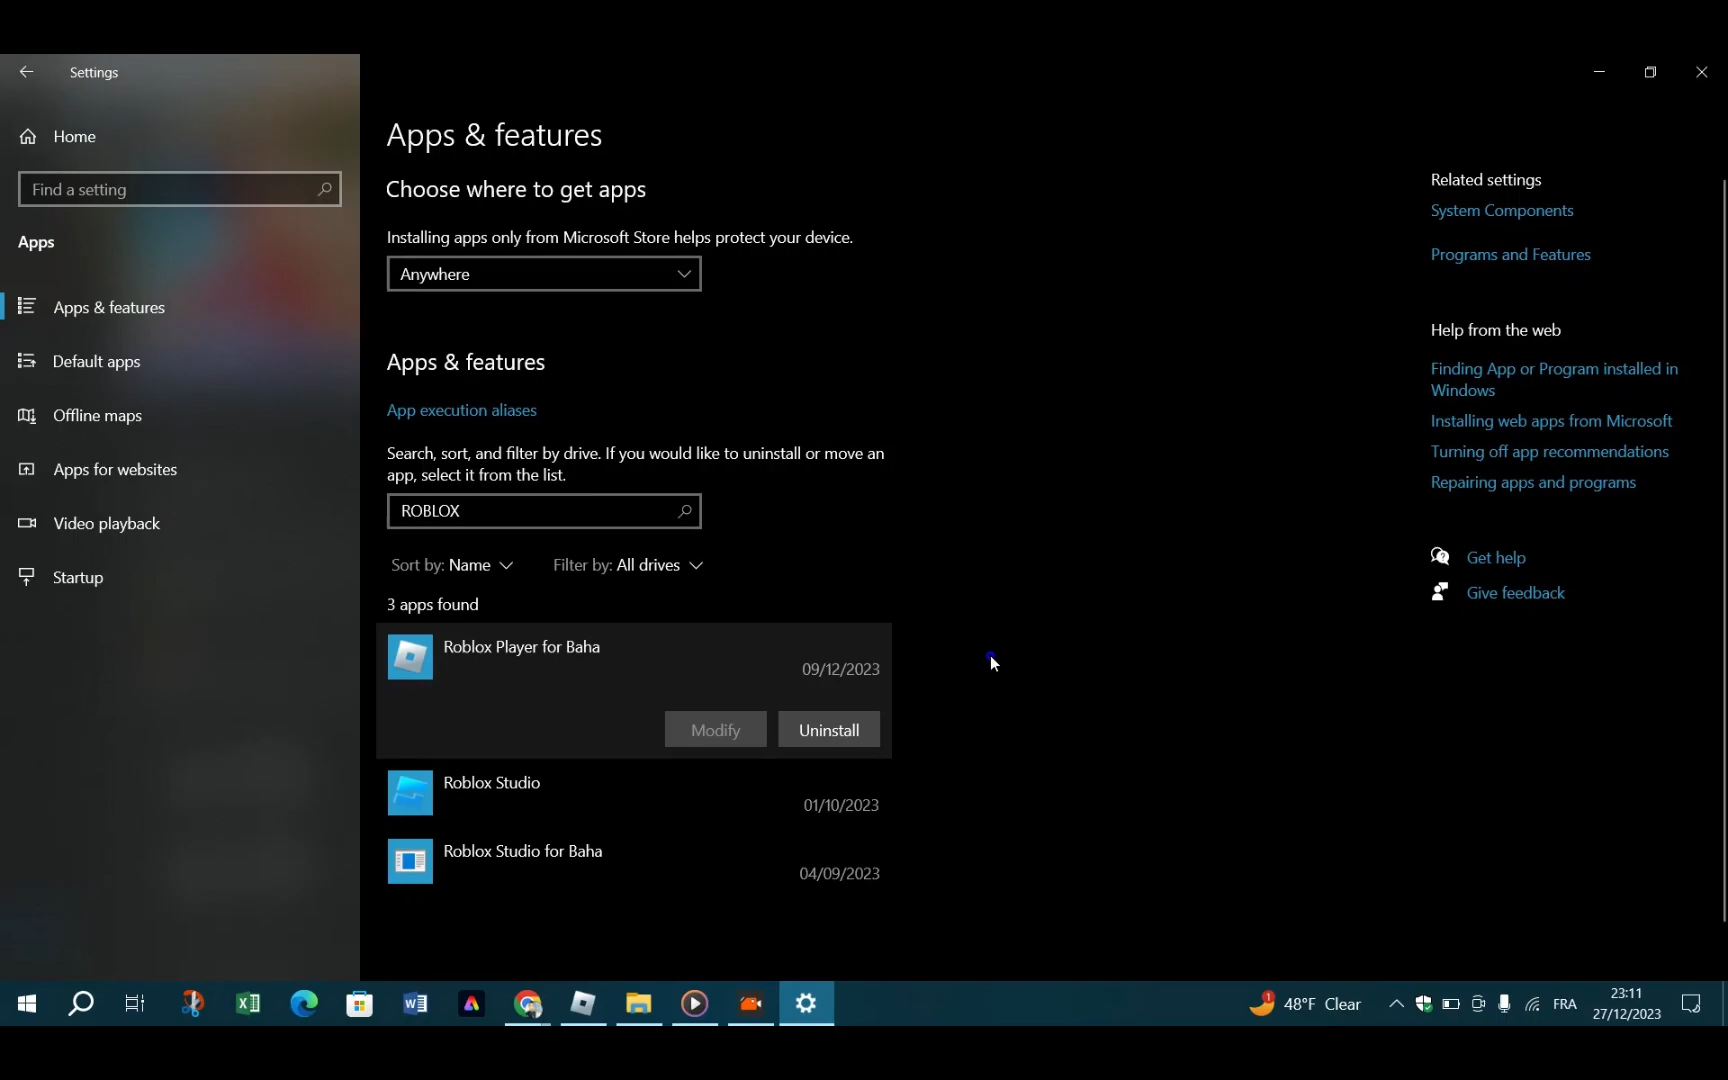 Settings
Home
Find a setting
Apps
Apps & features
Default apps
Offline maps
Apps for websites
Video playback
Startup
Apps & features
Choose where to get apps
Installing apps only from Microsoft Store helps protect your device.
Anywhere
Apps & features
App execution aliases
Search, sort, and filter by drive. If you would like to uninstall or move an
app, select it from the list.
ROBLOX
Sort by: Name Filter by: All drives
3 apps found
Roblox Player for Baha
09/12/2023
Modify Uninstall
Roblox Studio
01/10/2023
Roblox Studio for Baha
04/09/2023
Related settings
System Components
Programs and Features
Help from the web
Finding App or Program installed in
Windows
Installing web apps from Microsoft
Turning off app recommendations
Repairing apps and programs
Get help
Give feedback
1
48°F Clear
FRA
23:11
27/12/2023